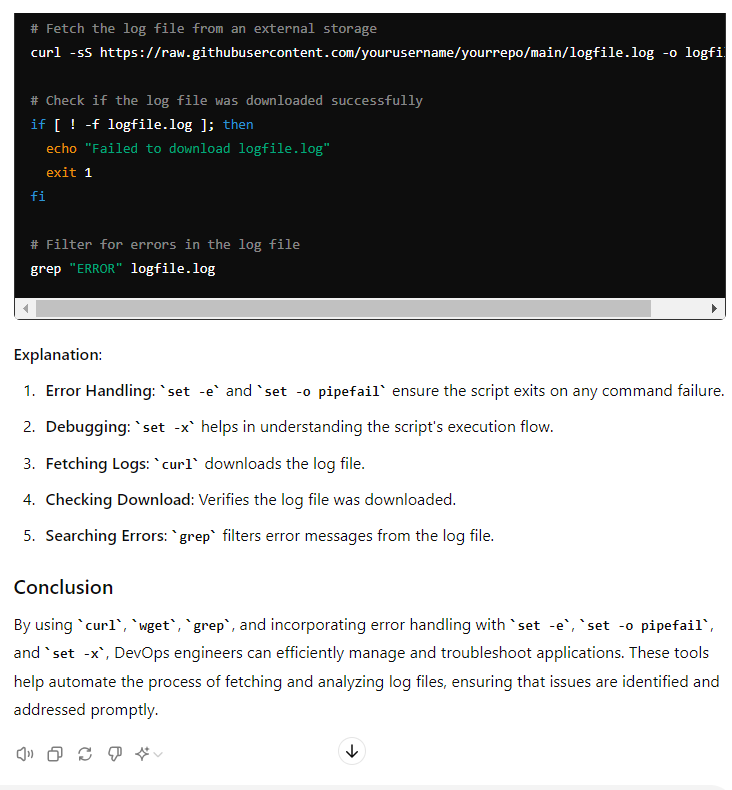 # Fetch the log file from an external storage
curl -sS https://raw.githubusercontent.com/yourusername/yourrepo/main/logfile.log -o logfi
# Check if the log file was downloaded successfully
if [ ! -f logfile.log ]; then
  echo "Failed to download logfile.log"
  exit 1
fi
# Filter for errors in the log file
grep "ERROR" logfile.log
Explanation:
1. Error Handling: `set -e` and `set -o pipefail` ensure the script exits on any command failure.
2. Debugging: `set -x` helps in understanding the script's execution flow.
3. Fetching Logs: `curl` downloads the log file.
4. Checking Download: Verifies the log file was downloaded.
5. Searching Errors: `grep` filters error messages from the log file.
Conclusion
By using `curl`, `wget`, `grep`, and incorporating error handling with `set -e`, `set -o pipefail`,
and `set -x`, DevOps engineers can efficiently manage and troubleshoot applications. These tools
help automate the process of fetching and analyzing log files, ensuring that issues are identified and
addressed promptly.